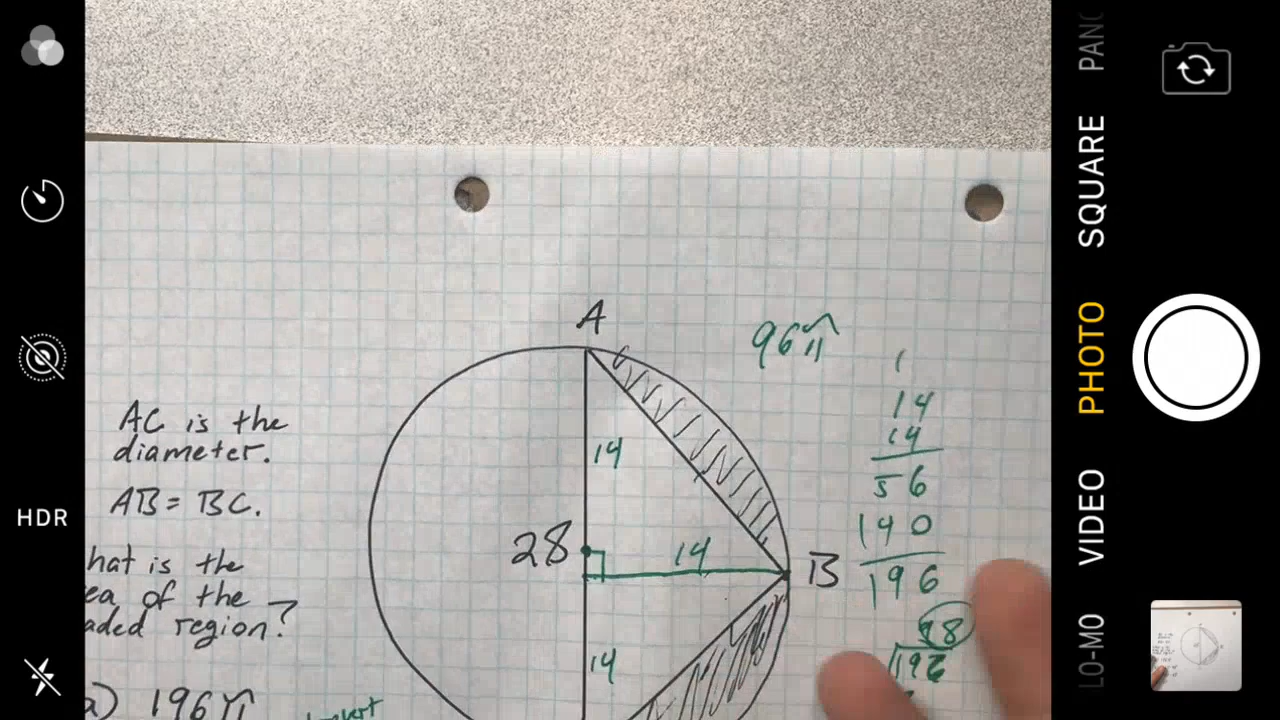 PANO
SQUARE
PHOTO
VIDEO
LO-MO
HDR
A
96π
AC is the
diameter.
AB = BC.
hat is the
ea of the
aded region?
a) 196π
14
28
14
B
14
1
14
14
56
140
196
98
196